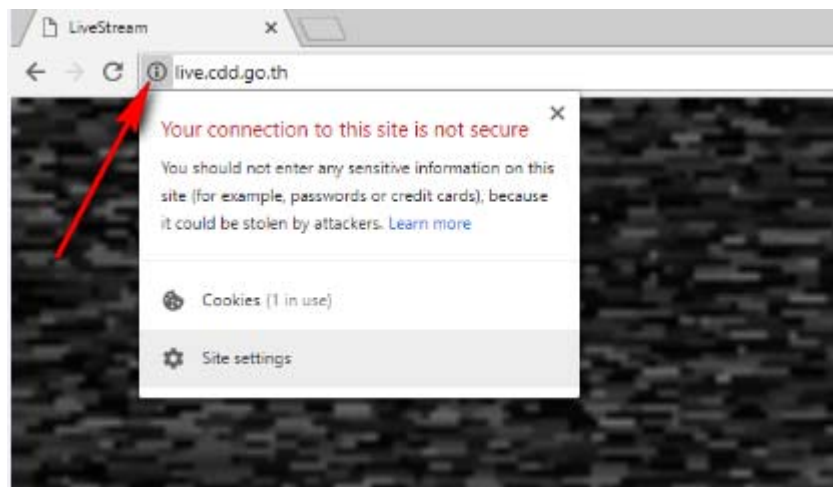 LiveStream
live.cdd.go.th
Your connection to this site is not secure
You should not enter any sensitive information on this
site (for example, passwords or credit cards), because
it could be stolen by attackers. Learn more
Cookies (1 in use)
Site settings